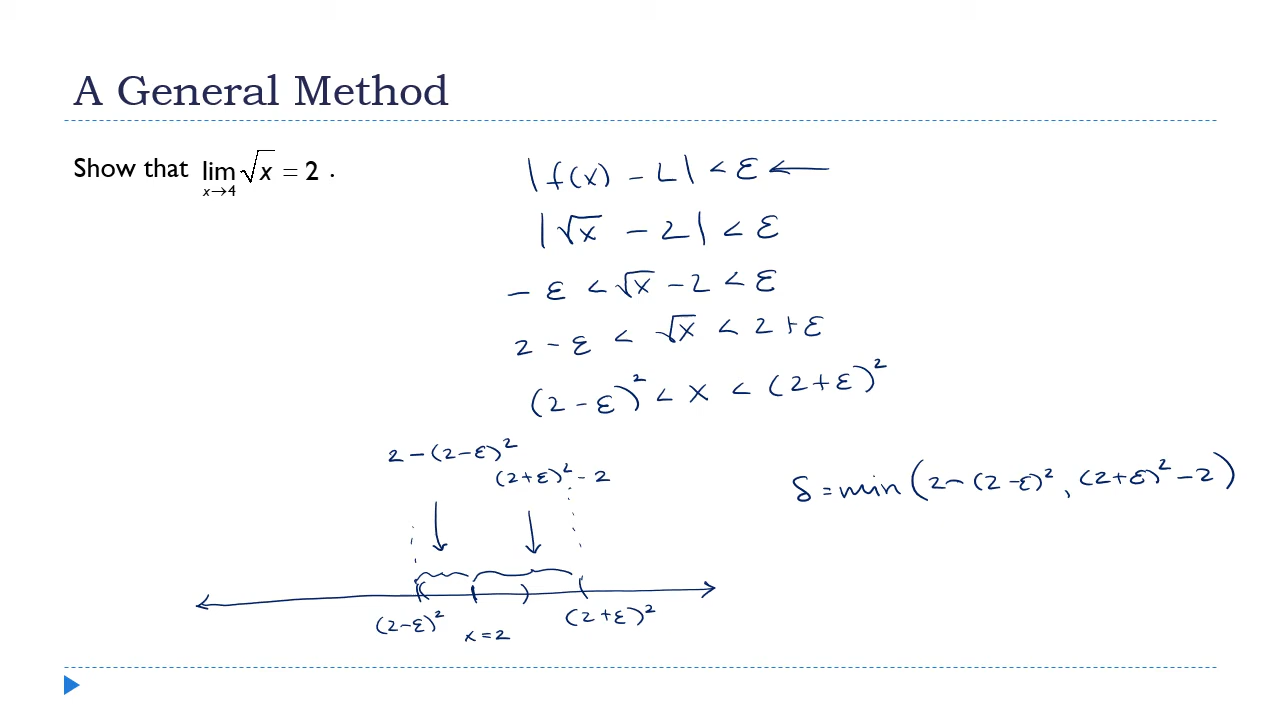 A General Method
Show that lim x→4 √x = 2 .
|f(x) - L| < ε ←
|√x - 2| < ε
- ε < √x - 2 < ε
2 - ε < √x < 2 + ε
(2 - ε)² < x < (2 + ε)²
2 - (2 - ε)²
(2 + ε)² - 2
δ = min (2 - (2 - ε)², (2 + ε)² - 2)
(2 - ε)²
x = 2
(2 + ε)²